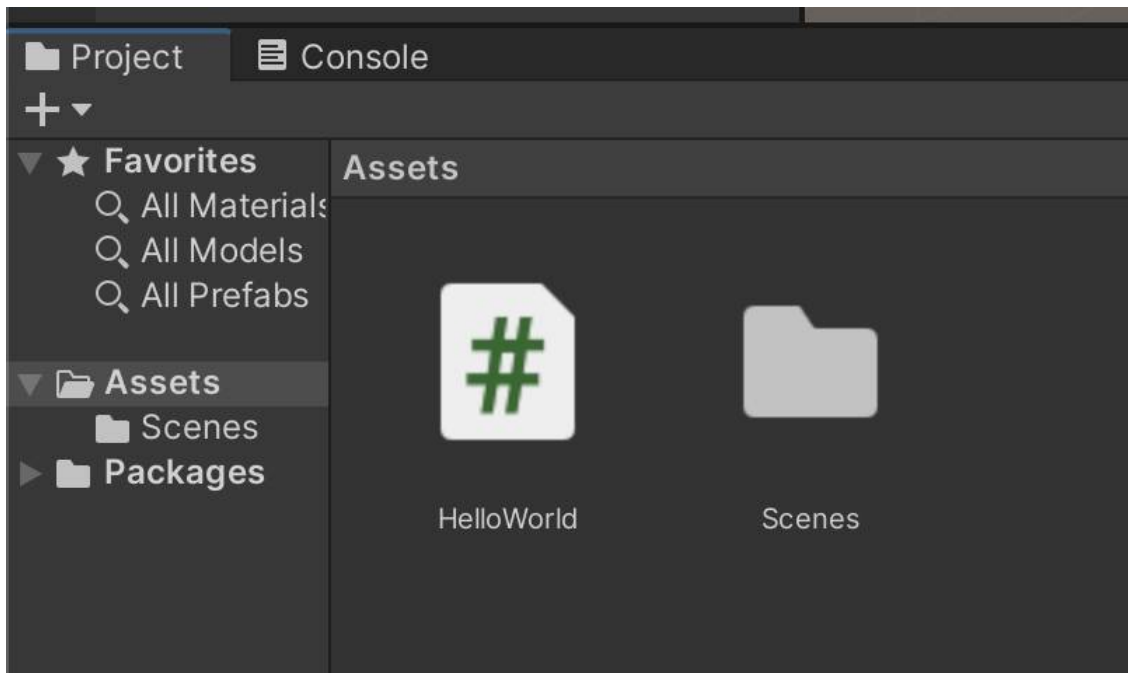 Project
Console
Favorites
All Materials
All Models
All Prefabs
Assets
Scenes
Packages
Assets
#
HelloWorld
Scenes